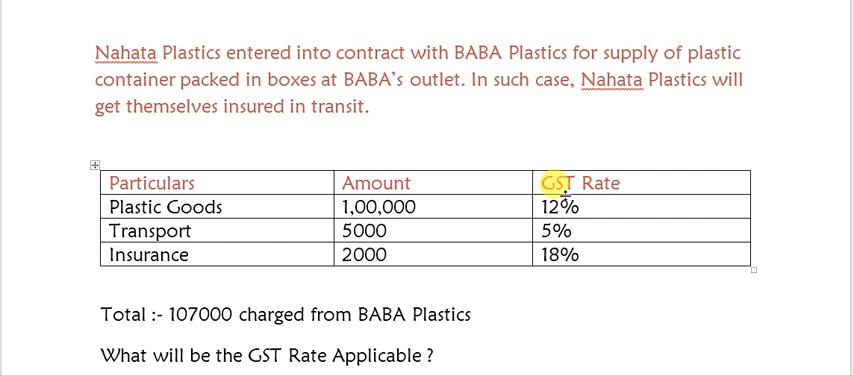 Nahata Plastics entered into contract with BABA Plastics for supply of plastic
container packed in boxes at BABA's outlet. In such case, Nahata Plastics will
get themselves insured in transit.
Particulars Amount GST Rate
Plastic Goods 1,00,000 12%
Transport 5000 5%
Insurance 2000 18%
Total :- 107000 charged from BABA Plastics
What will be the GST Rate Applicable ?